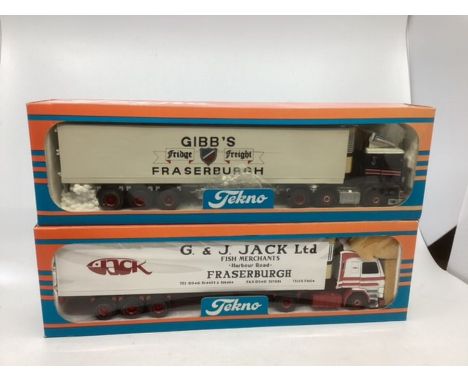 GIBB'S
Fridge Freight
FRASERBURGH
Tekno
JACK
G. & J. JACK Ltd
FISH MERCHANTS
Harbour Road
FRASERBURGH
Tekno